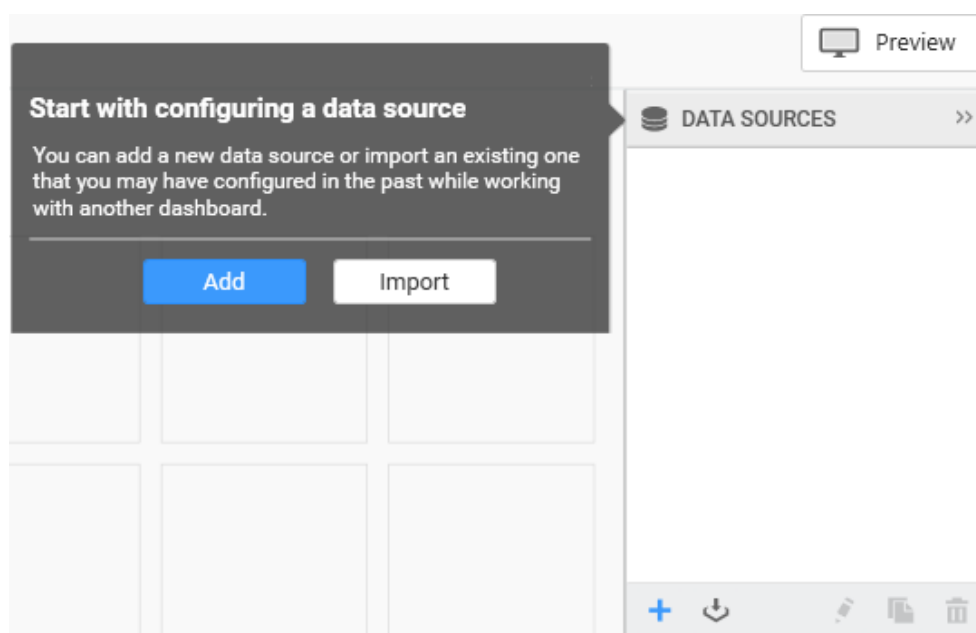 Preview
Start with configuring a data source
You can add a new data source or import an existing one
that you may have configured in the past while working
with another dashboard.
Add
Import
DATA SOURCES